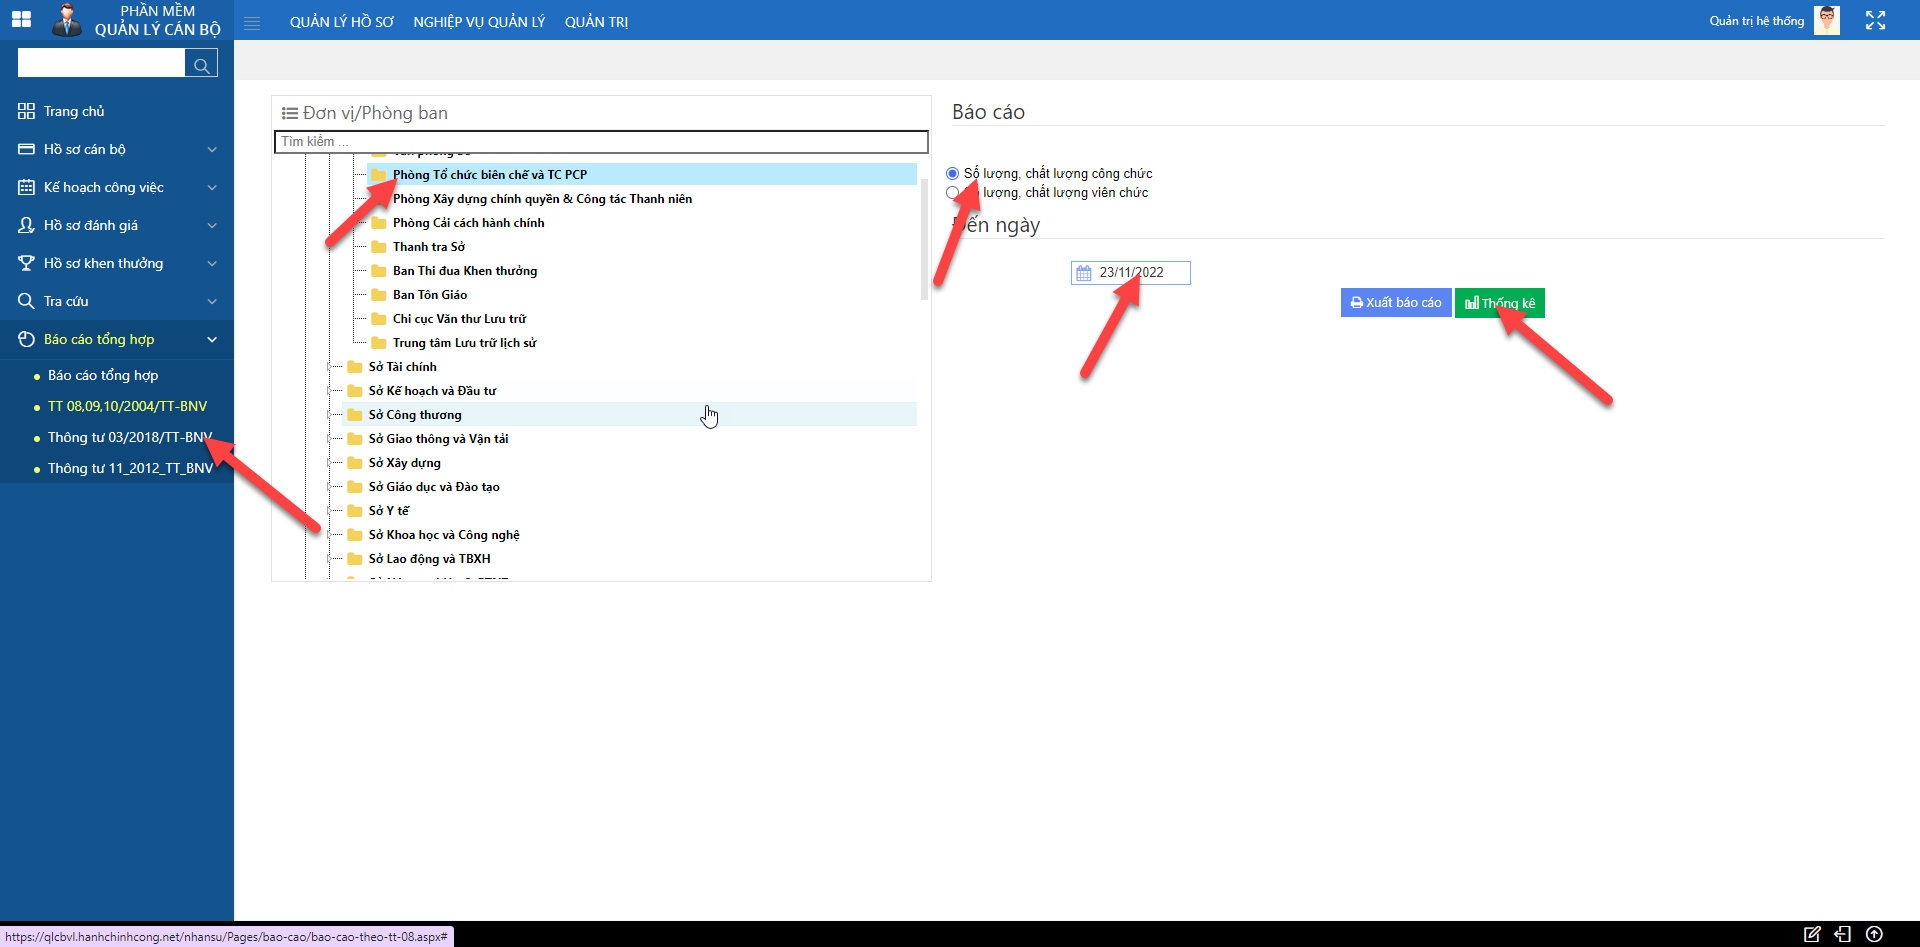 PHẦN MỀM
QUẢN LÝ CÁN BỘ
QUẢN LÝ HỒ SƠ
NGHIỆP VỤ QUẢN LÝ
QUẢN TRỊ
Quản trị hệ thống
Trang chủ
Hồ sơ cán bộ
Kế hoạch công việc
Hồ sơ đánh giá
Hồ sơ khen thưởng
Tra cứu
Báo cáo tổng hợp
Báo cáo tổng hợp
TT 08,09,10/2004/TT-BNV
Thông tư 03/2018/TT-BNV
Thông tư 11_2012_TT_BNV
Đơn vị/Phòng ban
Tìm kiếm ...
Phòng Tổ chức biên chế và TC PCP
Phòng Xây dựng chính quyền & Công tác Thanh niên
Phòng Cải cách hành chính
Thanh tra Sở
Ban Thi đua Khen thưởng
Ban Tôn Giáo
Chi cục Văn thư Lưu trữ
Trung tâm Lưu trữ lịch sử
Sở Tài chính
Sở Kế hoạch và Đầu tư
Sở Công thương
Sở Giao thông và Vận tải
Sở Xây dựng
Sở Giáo dục và Đào tạo
Sở Y tế
Sở Khoa học và Công nghệ
Sở Lao động và TBXH
Báo cáo
Số lượng, chất lượng công chức
lượng, chất lượng viên chức
Đến ngày
23/11/2022
Xuất báo cáo
Thống kê
https://qlcbvl.hanhchinhcong.net/nhansu/Pages/bao-cao/bao-cao-theo-tt-08.aspx#